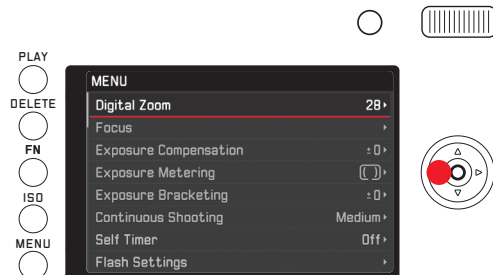 PLAY
DELETE
FN
ISO
MENU
MENU
Digital Zoom 28
Focus
Exposure Compensation ±0
Exposure Metering
Exposure Bracketing ±0
Continuous Shooting Medium
Self Timer Off
Flash Settings